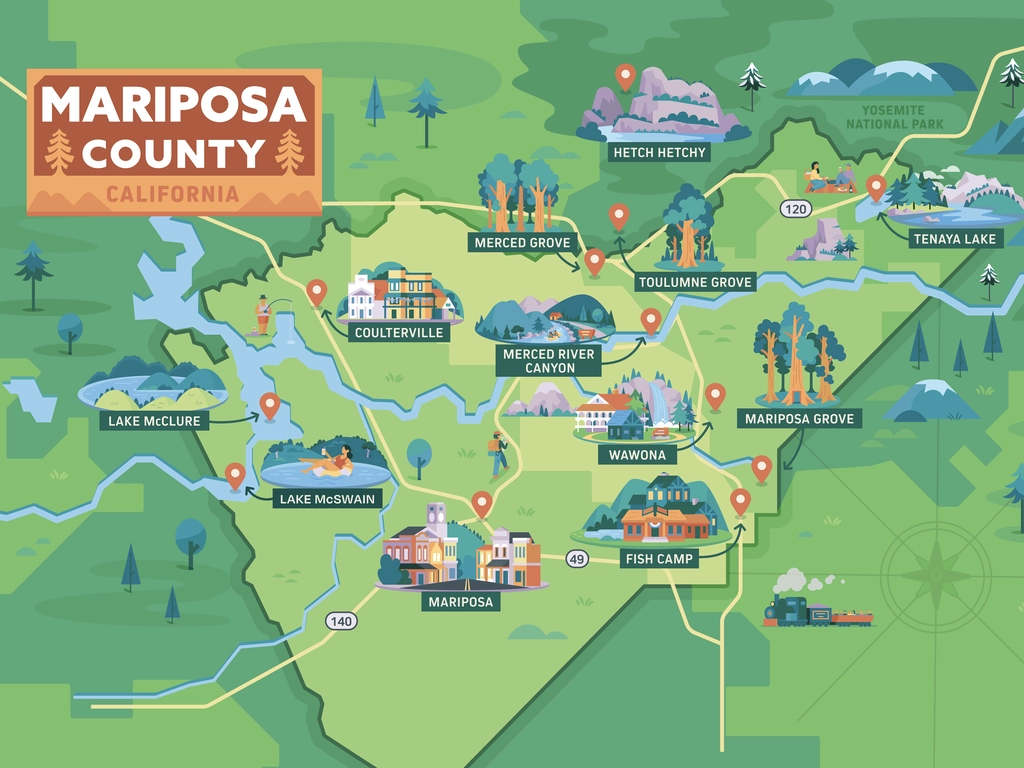 MARIPOSA
COUNTY
CALIFORNIA
YOSEMITE
NATIONAL PARK
HETCH HETCHY
120
MERCED GROVE
TENAYA LAKE
TOULUMNE GROVE
COULTERVILLE
MERCED RIVER
CANYON
LAKE McCLURE
MARIPOSA GROVE
WAWONA
LAKE McSWAIN
FISH CAMP
49
MARIPOSA
140